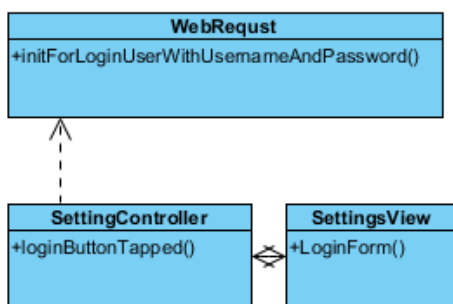 WebRequst
+initForLoginUserWithUsernameAndPassword()
SettingController
+loginButtonTapped()
SettingsView
+LoginForm()